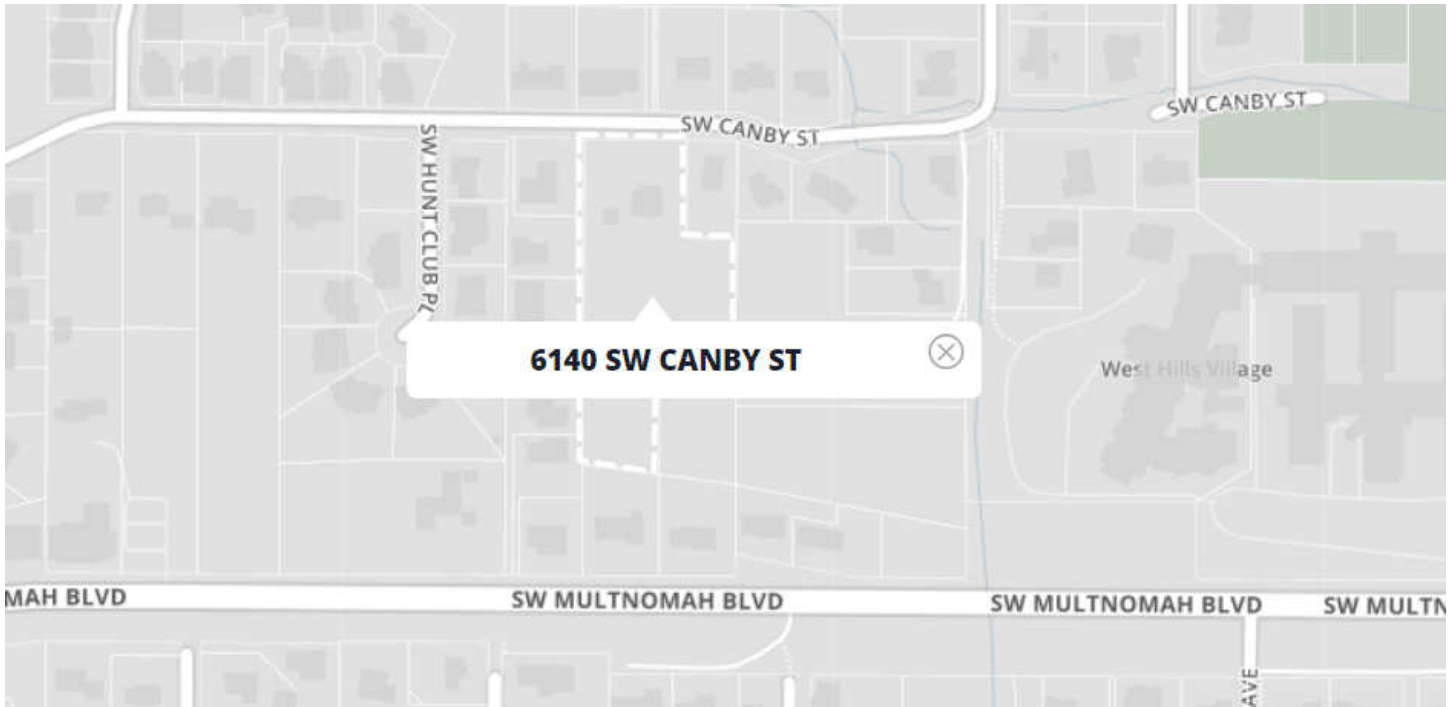 SW CANBY ST
SW CANBY ST
SW HUNT CLUB PL
6140 SW CANBY ST
West Hills Village
MAH BLVD
SW MULTNOMAH BLVD
SW MULTNOMAH BLVD
SW MULTN
AVE